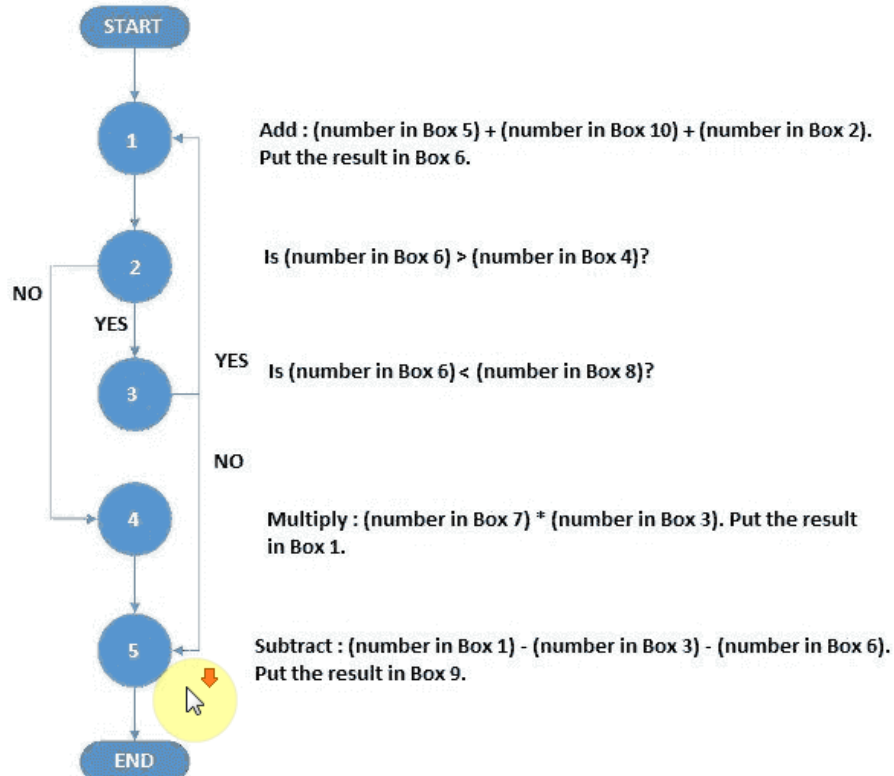 START
1
Add : (number in Box 5) + (number in Box 10) + (number in Box 2).
Put the result in Box 6.
2
Is (number in Box 6) > (number in Box 4)?
NO
YES
3
YES
Is (number in Box 6) < (number in Box 8)?
NO
4
Multiply : (number in Box 7) * (number in Box 3). Put the result
in Box 1.
5
Subtract : (number in Box 1) - (number in Box 3) - (number in Box 6).
Put the result in Box 9.
END